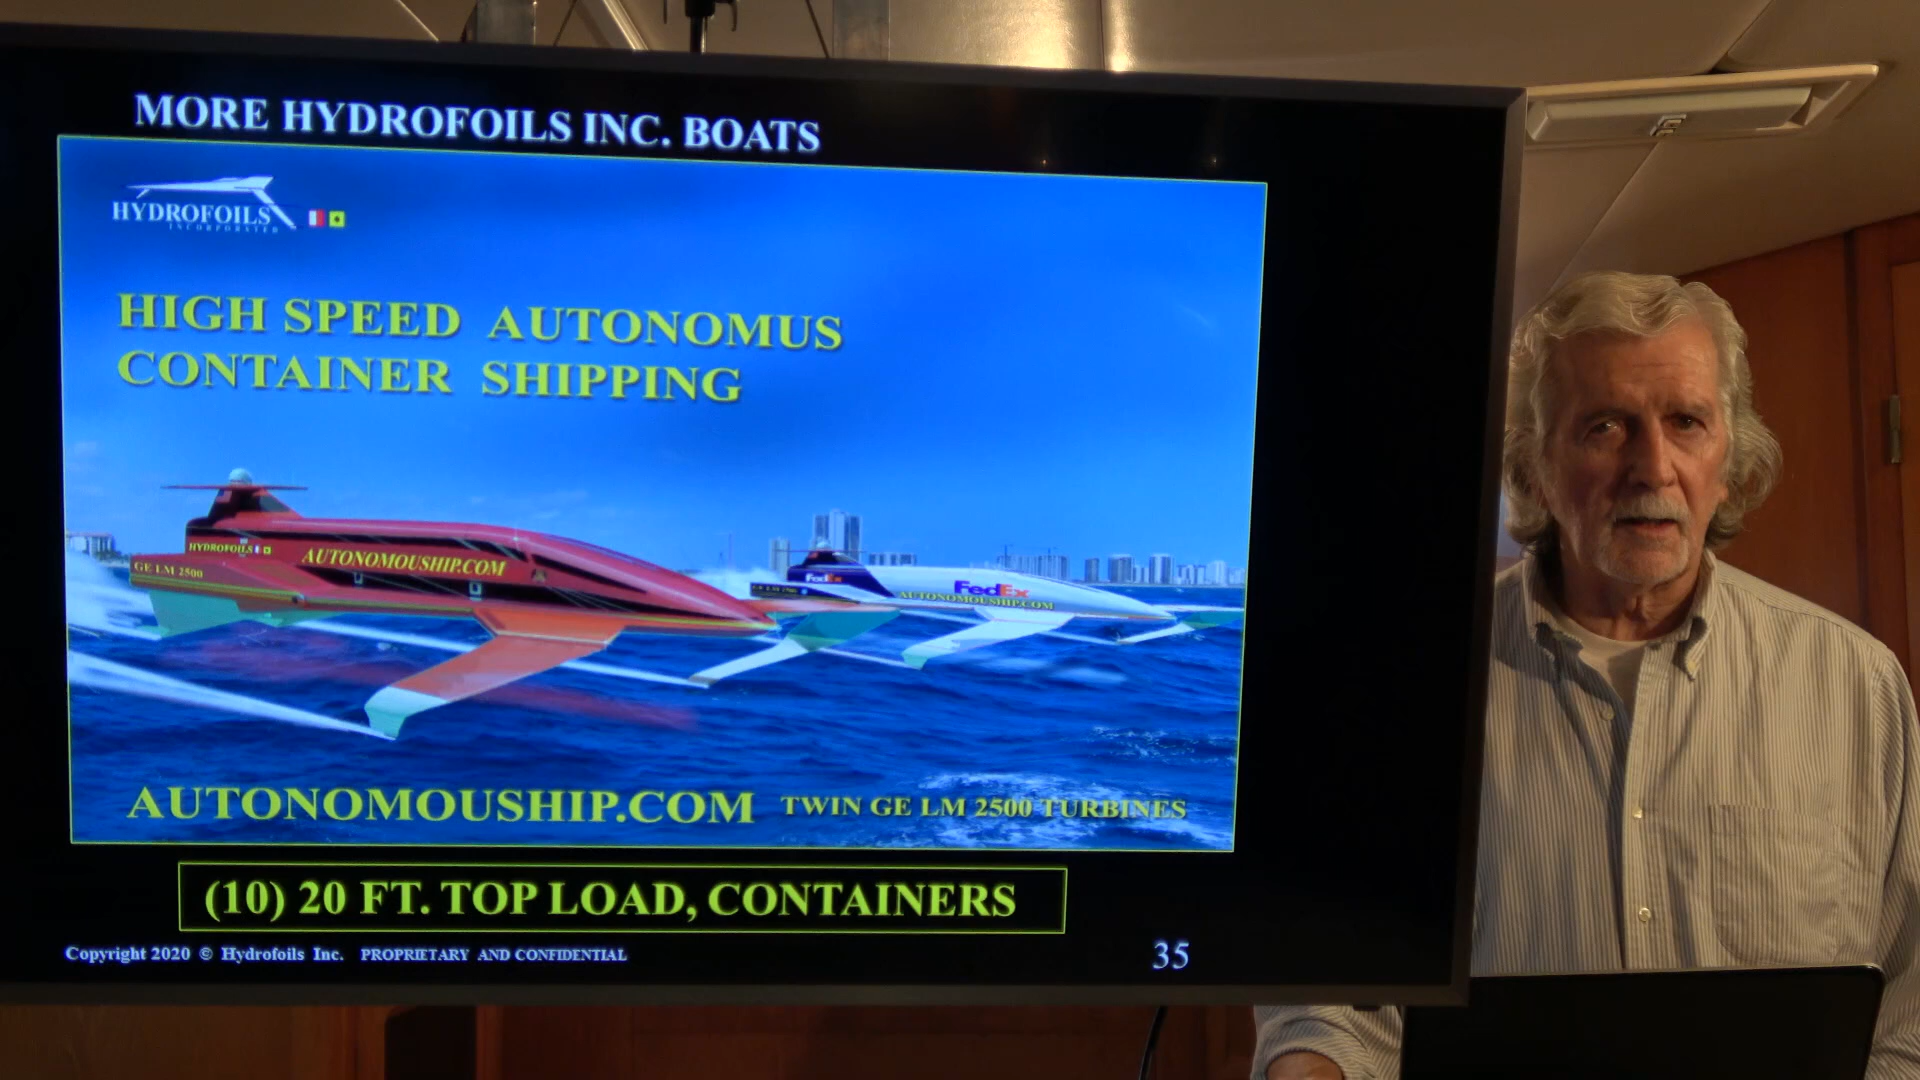 MORE HYDROFOILS INC. BOATS
HYDROFOILS
INCORPORATED
HIGH SPEED AUTONOMUS
CONTAINER SHIPPING
HYDROFOILS
AUTONOMOUSHIP.COM
GE LM 2500
FedEx
FedEx
AUTONOMOUSHIP.COM
AUTONOMOUSHIP.COM TWIN GE LM 2500 TURBINES
(10) 20 FT. TOP LOAD, CONTAINERS
Copyright 2020 © Hydrofoils Inc. PROPRIETARY AND CONFIDENTIAL
35